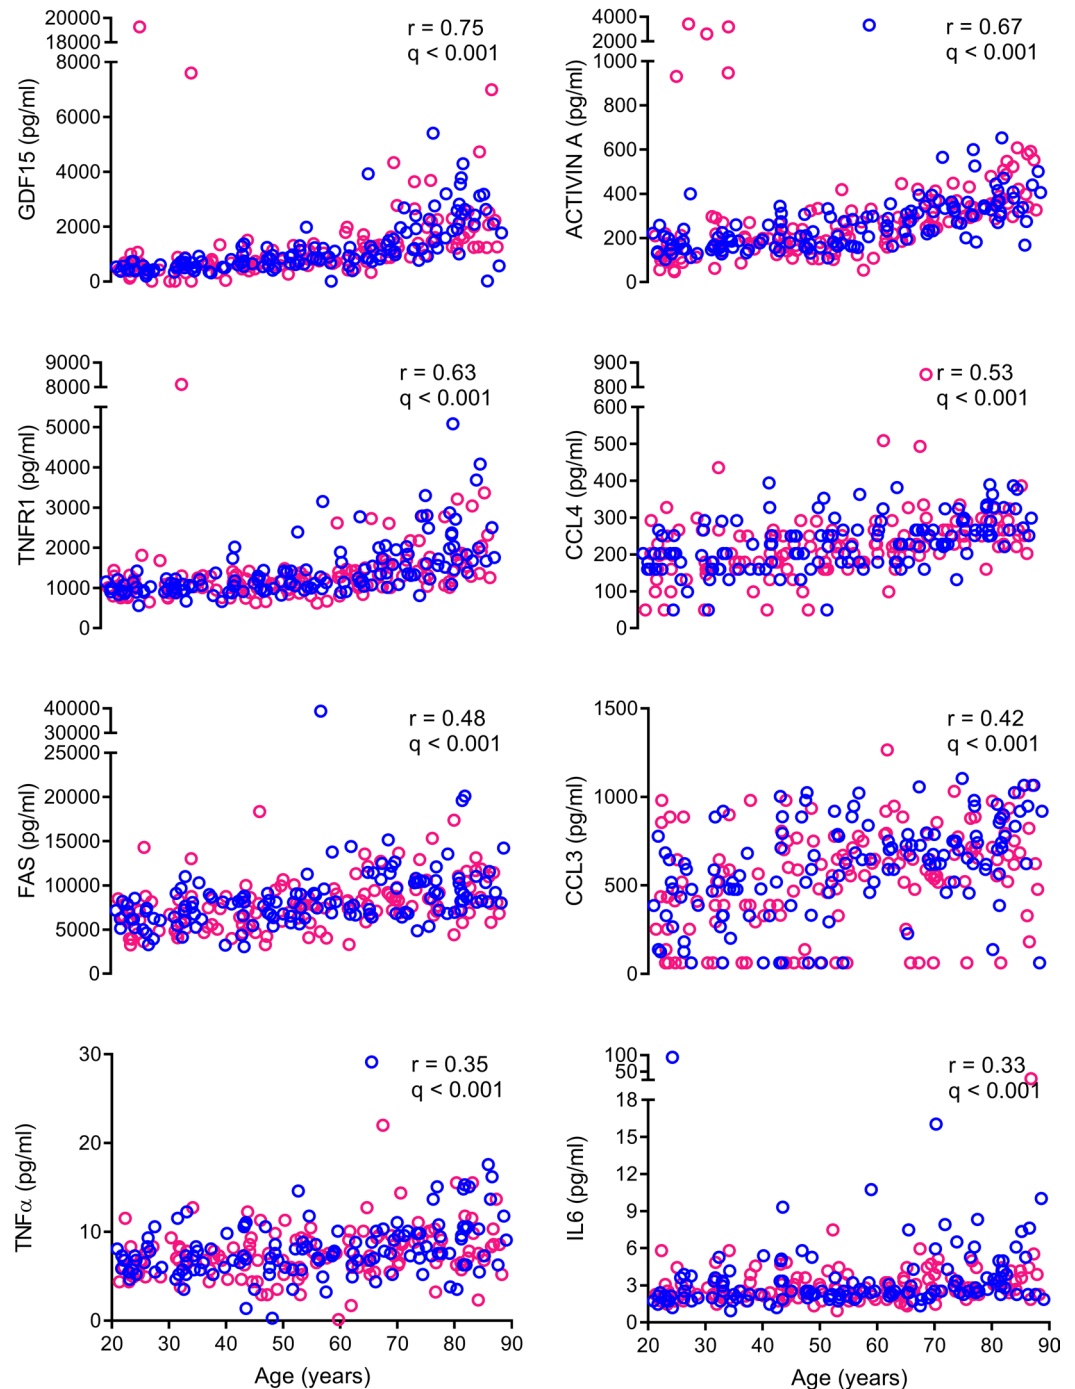 20000
18000
8000
6000
4000
2000
0
GDF15 (pg/ml)
r = 0.75
q < 0.001
4000
2000
1000
800
600
400
200
0
ACTIVIN A (pg/ml)
r = 0.67
q < 0.001
9000
8000
5000
4000
3000
2000
1000
0
TNFR1 (pg/ml)
r = 0.63
q < 0.001
900
800
600
500
400
300
200
100
0
CCL4 (pg/ml)
r = 0.53
q < 0.001
40000
30000
25000
20000
15000
10000
5000
0
FAS (pg/ml)
r = 0.48
q < 0.001
1500
1000
500
0
CCL3 (pg/ml)
r = 0.42
q < 0.001
30
20
10
0
TNFα (pg/ml)
r = 0.35
q < 0.001
20 30 40 50 60 70 80 90
Age (years)
100
50
18
15
12
9
6
3
0
IL6 (pg/ml)
r = 0.33
q < 0.001
20 30 40 50 60 70 80 90
Age (years)